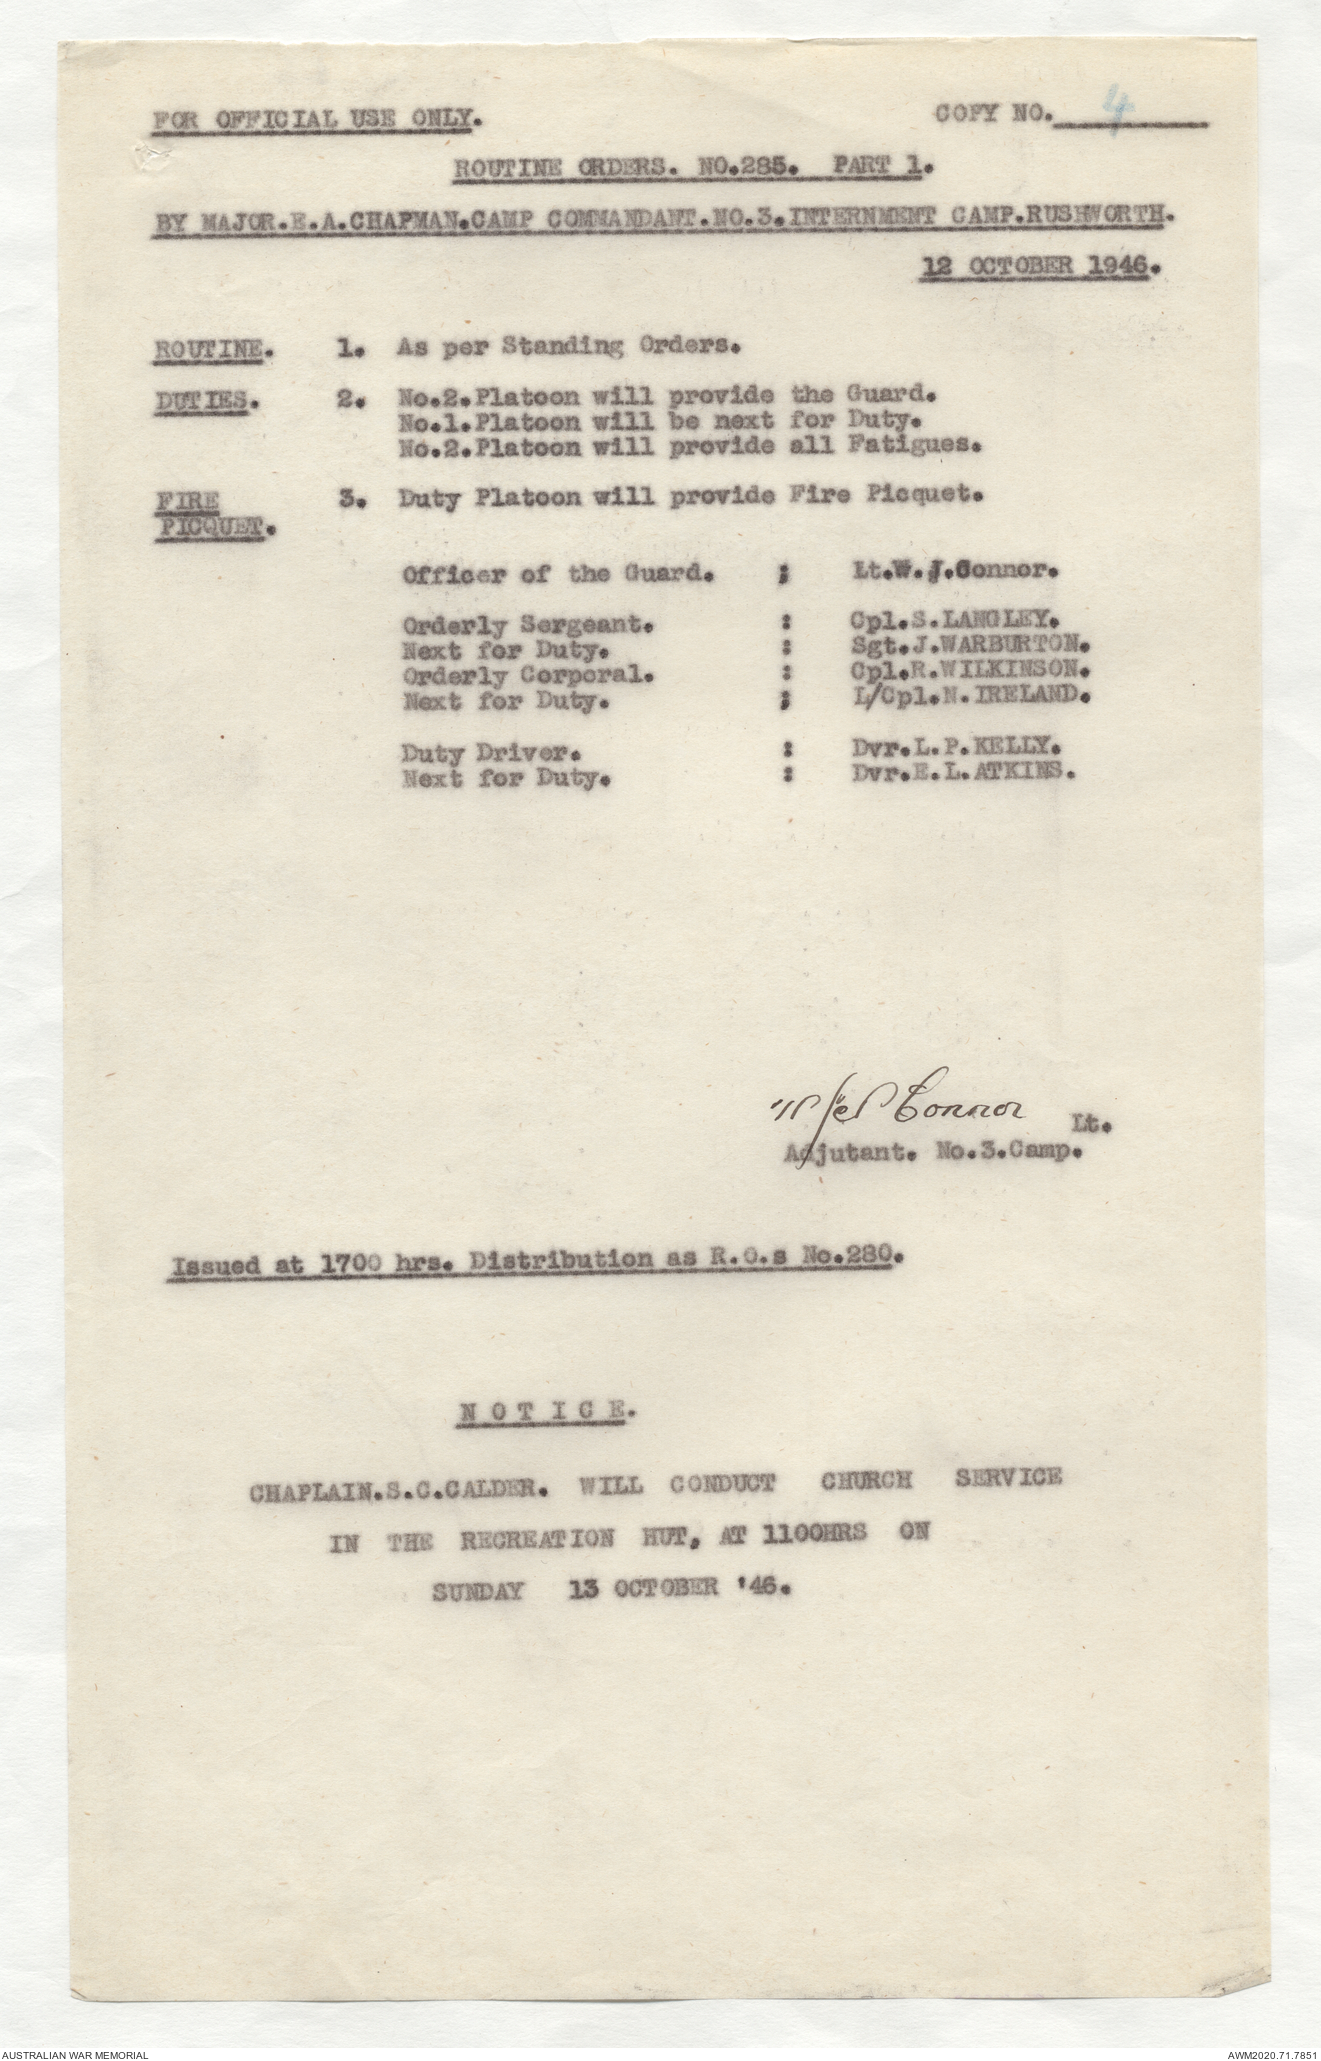 FOR OFFICIAL USE ONLY. COPY NO. 4
ROUTINE ORDERS. NO.285. PART 1.
BY MAJOR.E.A.CHAPMAN.CAMP COMMANDANT.NO.3.INTERNMENT CAMP.RUSHWORTH.
12 OCTOBER 1946.
ROUTINE. 1. As per Standing Orders.
DUTIES. 2. No.2.Platoon will provide the Guard.
No.1.Platoon will be next for Duty.
No.2.Platoon will provide all Fatigues.
FIRE 3. Duty Platoon will provide Fire Picquet.
PICQUET.
Officer of the Guard. ; Lt.W.J.Connor.
Orderly Sergeant. : Cpl.S.LANGLEY.
Next for Duty. : Sgt.J.WARBURTON.
Orderly Corporal. : Cpl.R.WILKINSON.
Next for Duty. ; L/Cpl.N.IRELAND.
Duty Driver. : Dvr.L.P.KELLY.
Next for Duty. : Dvr.E.L.ATKINS.
Connor Lt.
Adjutant. No.3.Camp.
Issued at 1700 hrs. Distribution as R.O.s No.280.
N O T I C E.
CHAPLAIN.S.C.CALDER. WILL CONDUCT CHURCH SERVICE
IN THE RECREATION HUT, AT 1100HRS ON
SUNDAY 13 OCTOBER '46.
AUSTRALIAN WAR MEMORIAL AWM2020.71.7851